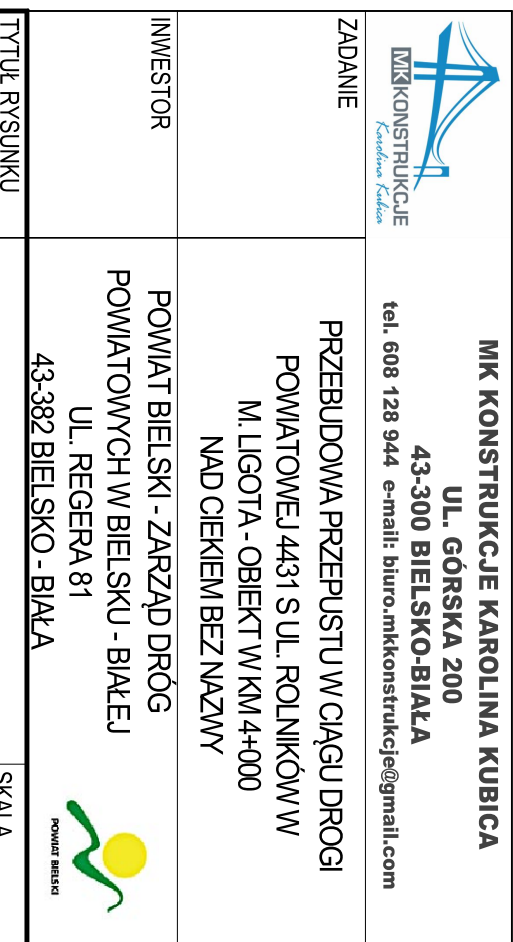 MK KONSTRUKCJE
Karolina Kubica
MK KONSTRUKCJE KAROLINA KUBICA
UL. GÓRSKA 200
43-300 BIELSKO-BIAŁA
tel. 608 128 944 e-mail: biuro.mkkonstrukcje@gmail.com
ZADANIE
PRZEBUDOWA PRZEPUSTU W CIĄGU DROGI
POWIATOWEJ 4431 S UL. ROLNIKÓW W
M. LIGOTA - OBIEKT W KM 4+000
NAD CIEKIEM BEZ NAZWY
INWESTOR
POWIAT BIELSKI - ZARZĄD DRÓG
POWIATOWYCH W BIELSKU - BIAŁEJ
UL. REGERA 81
43-382 BIELSKO - BIAŁA
POWIAT BIELSKI
TYTUŁ RYSUNKU
SKALA